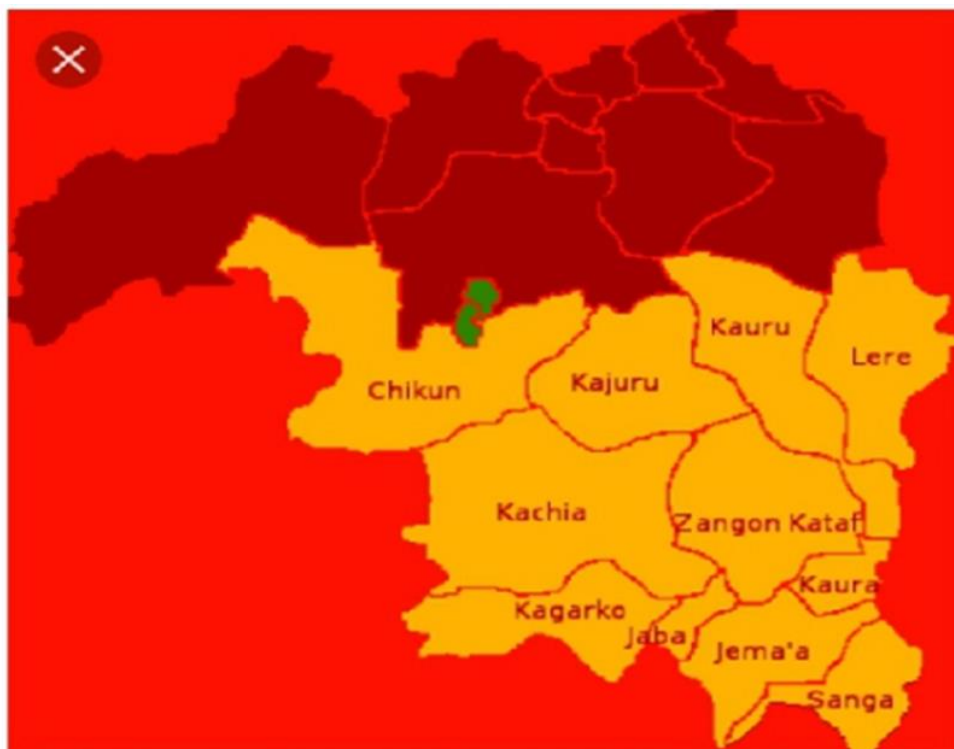 Kauru
Lere
Chikun
Kajuru
Kachia
Zangon Kataf
Kaura
Kagarko
Jaba
Jema'a
Sanga